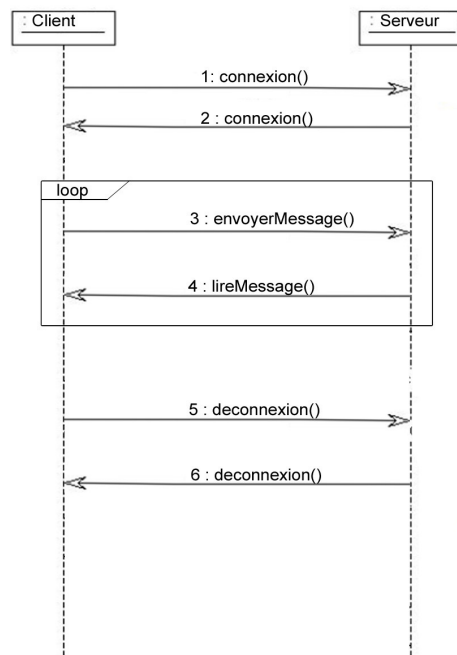 : Client
: Serveur
1: connexion()
2 : connexion()
loop
3 : envoyerMessage()
4 : lireMessage()
5 : deconnexion()
6 : deconnexion()